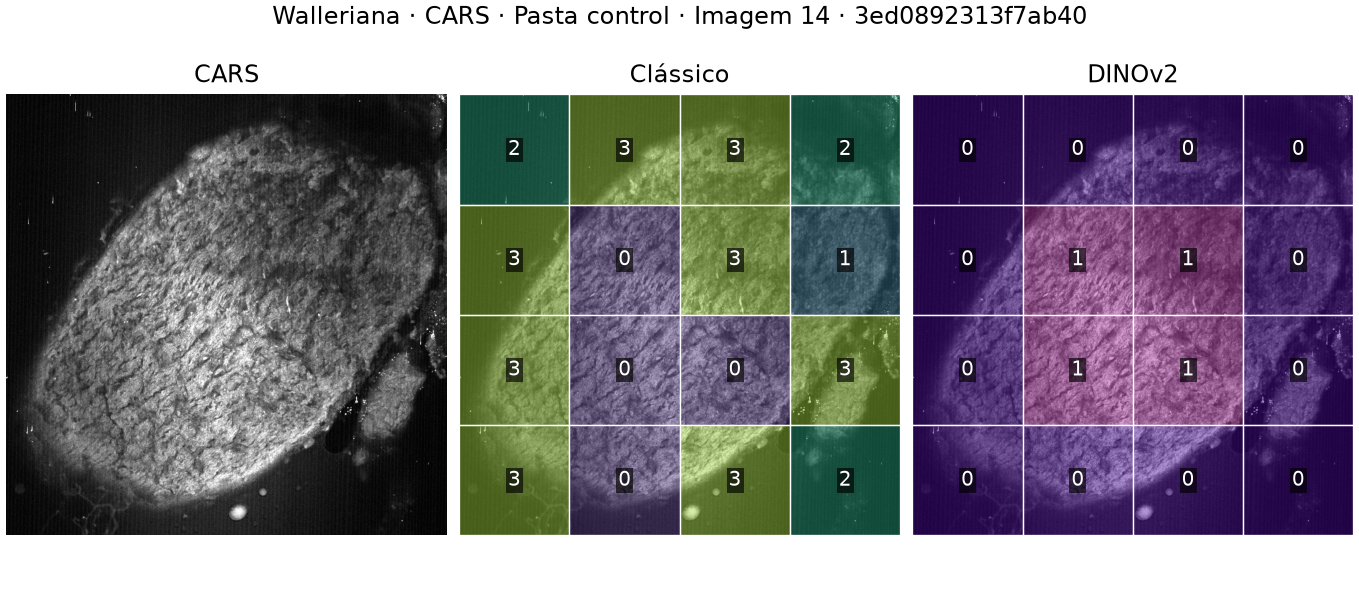 Walleriana · CARS · Pasta control · Imagem 14 · 3ed0892313f7ab40
CARS
Clássico
DINOv2
2 3 3 2
3 0 3 1
3 0 0 3
3 0 3 2
0 0 0 0
0 1 1 0
0 1 1 0
0 0 0 0